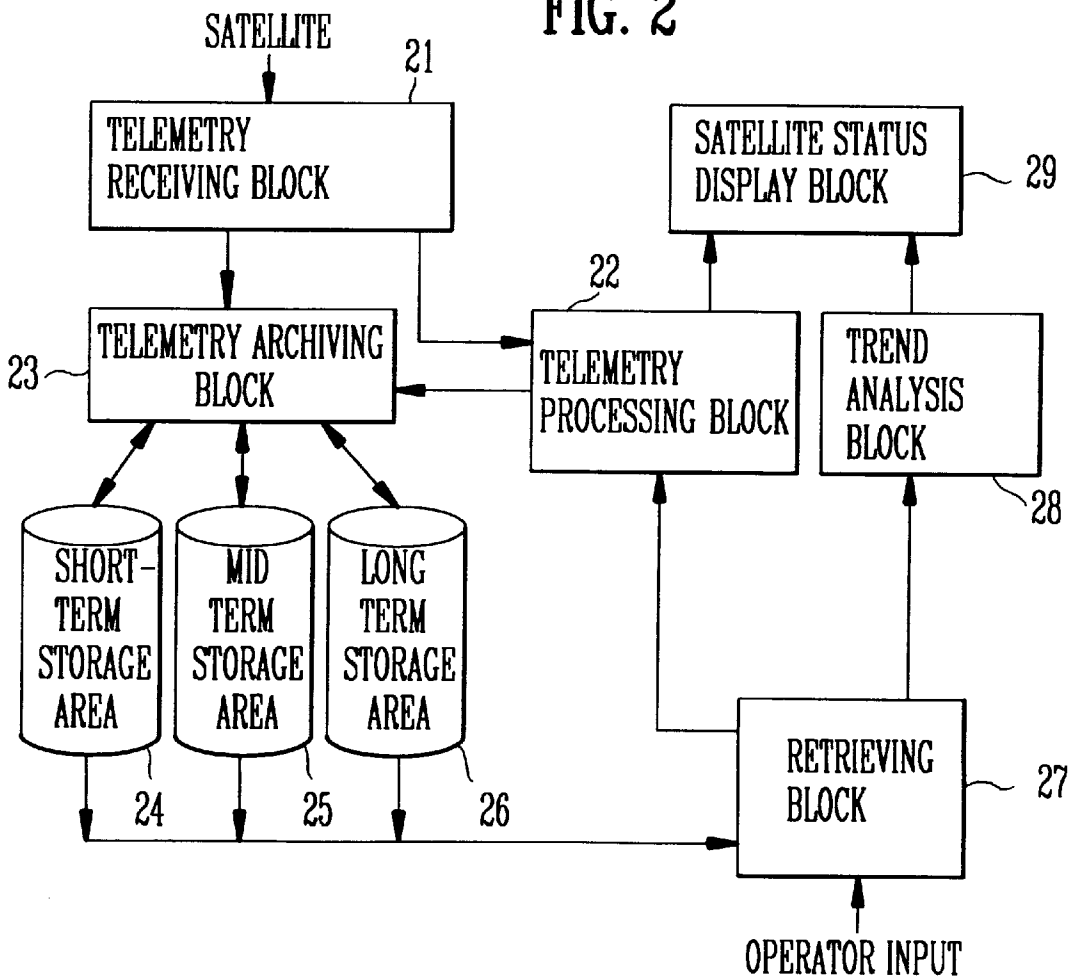 FIG. 2
SATELLITE
21
TELEMETRY
RECEIVING BLOCK
SATELLITE STATUS
DISPLAY BLOCK
29
22
TELEMETRY ARCHIVING
BLOCK
23
TELEMETRY
PROCESSING BLOCK
TREND
ANALYSIS
BLOCK
28
SHORT-
TERM
STORAGE
AREA
24
MID
TERM
STORAGE
AREA
25
LONG
TERM
STORAGE
AREA
26
RETRIEVING
BLOCK
27
OPERATOR INPUT